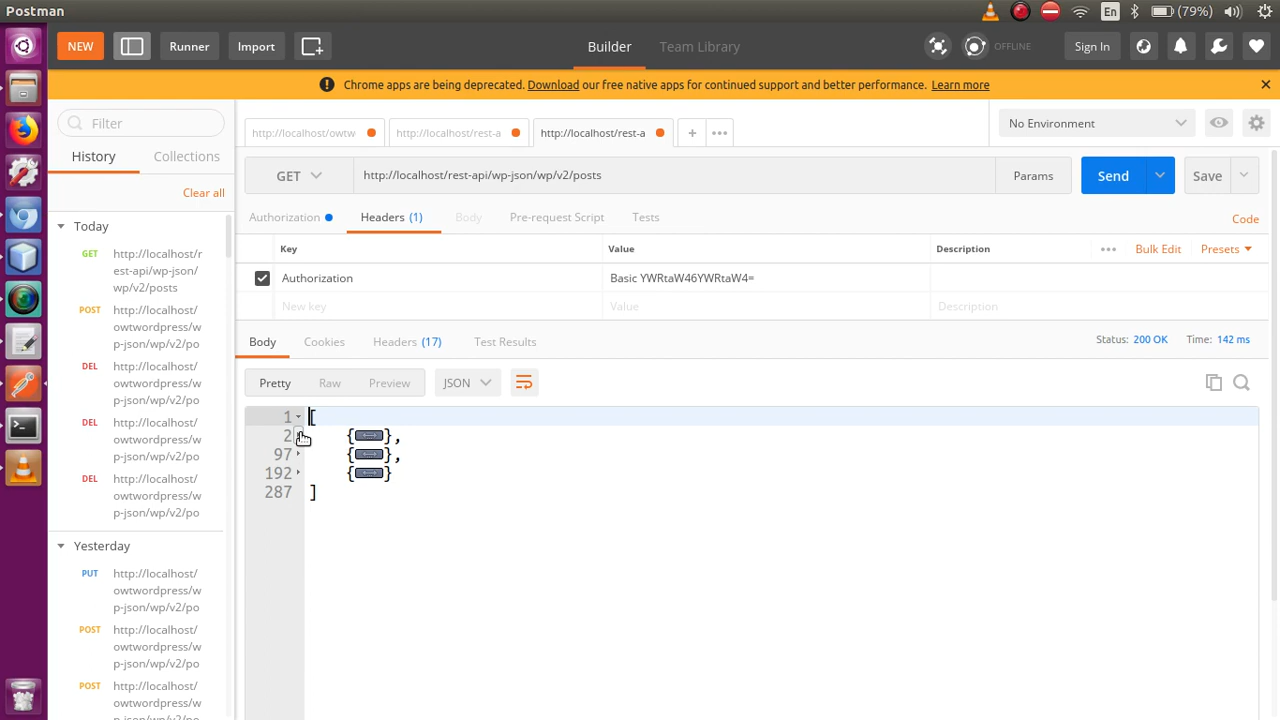 Postman
En
(79%)
NEW
Runner
Import
Builder
Team Library
OFFLINE
Sign In
Chrome apps are being deprecated. Download our free native apps for continued support and better performance. Learn more
Filter
History
Collections
Clear all
Today
GET
http://localhost/r
est-api/wp-json/
wp/v2/posts
POST
http://localhost/
owtwordpress/w
p-json/wp/v2/po
DEL
http://localhost/
owtwordpress/w
p-json/wp/v2/po
DEL
http://localhost/
owtwordpress/w
p-json/wp/v2/po
DEL
http://localhost/
owtwordpress/w
p-json/wp/v2/po
Yesterday
PUT
http://localhost/
owtwordpress/w
p-json/wp/v2/po
POST
http://localhost/
owtwordpress/w
p-json/wp/v2/po
POST
http://localhost/
owtwordpress/w
p-json/wp/v2/po
http://localhost/owtw
http://localhost/rest-a
http://localhost/rest-a
No Environment
GET
http://localhost/rest-api/wp-json/wp/v2/posts
Params
Send
Save
Authorization
Headers (1)
Body
Pre-request Script
Tests
Code
Key
Value
Description
Bulk Edit
Presets
Authorization
Basic YWRtaW46YWRtaW4=
New key
Value
Description
Body
Cookies
Headers (17)
Test Results
Status: 200 OK
Time: 142 ms
Pretty
Raw
Preview
JSON
1 [
2 { },
97 { },
192 { }
287 ]